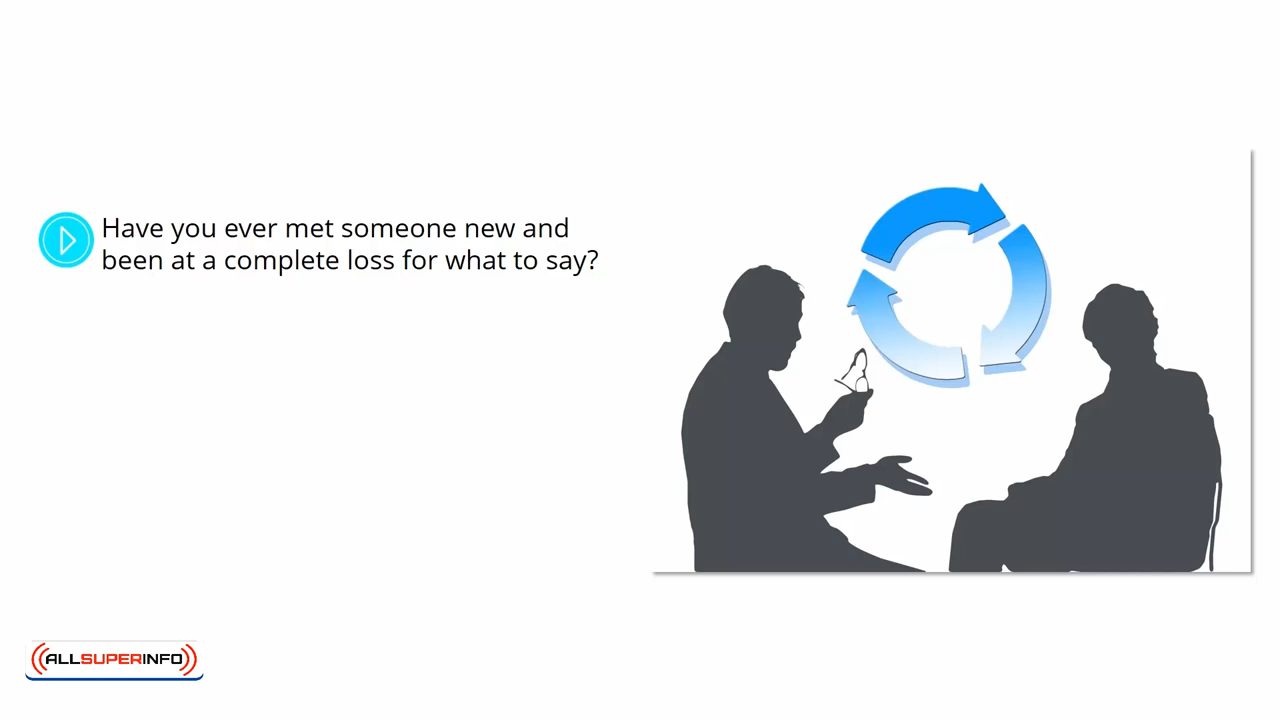 Have you ever met someone new and
been at a complete loss for what to say?
ALLSUPERINFO